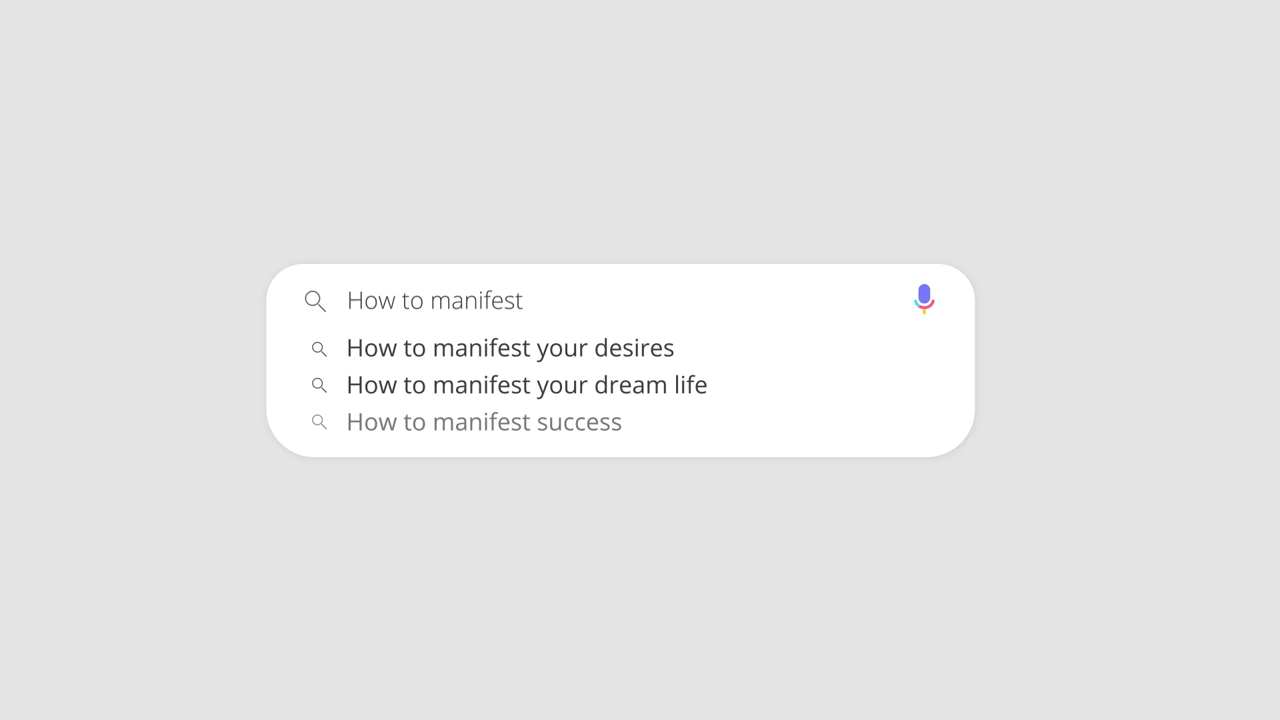 How to manifest
How to manifest your desires
How to manifest your dream life
How to manifest success